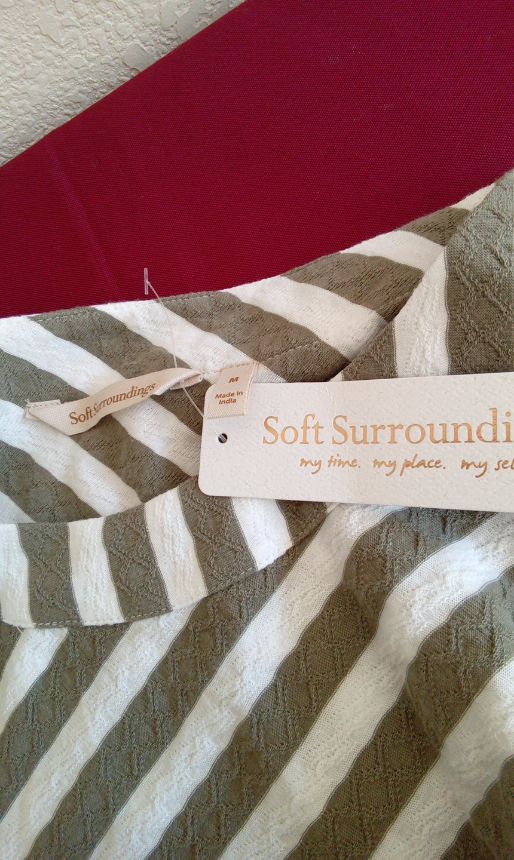 Soft Surroundings
M
Made in
India
Soft Surroundi
my time. my place. my sel